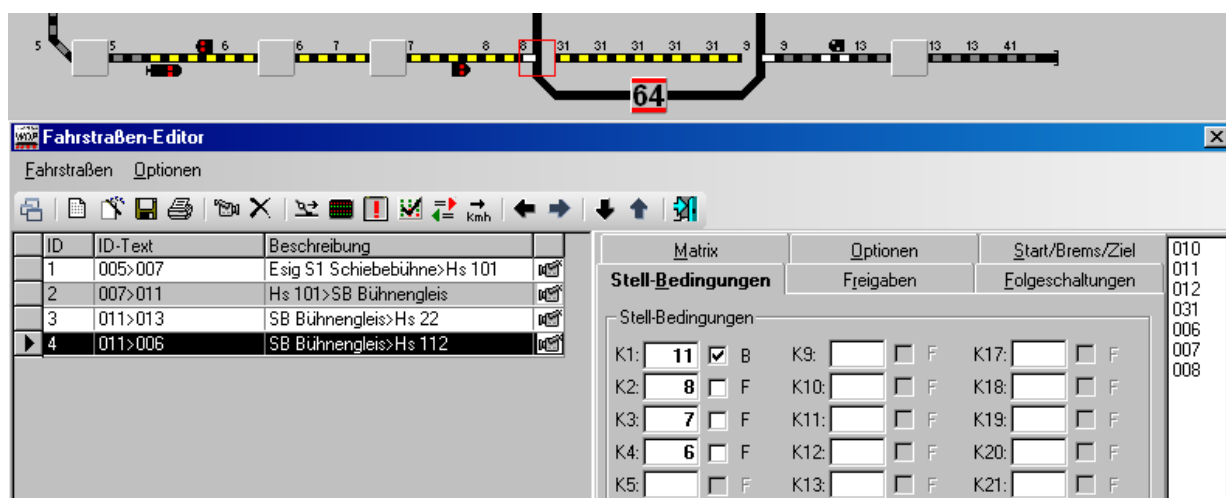 5 5 6 6 7 7 8 8 31 31 31 31 31 9 9 13 13 13 41
64
Fahrstraßen-Editor
Fahrstraßen Optionen
kmh
ID ID-Text Beschreibung
1 005>007 Esig S1 Schiebebühne>Hs 101
2 007>011 Hs 101>SB Bühnengleis
3 011>013 SB Bühnengleis>Hs 22
4 011>006 SB Bühnengleis>Hs 112
Matrix Optionen Start/Brems/Ziel
Stell-Bedingungen Freigaben Folgeschaltungen
Stell-Bedingungen
K1: 11 B K9: F K17: F
K2: 8 F K10: F K18: F
K3: 7 F K11: F K19: F
K4: 6 F K12: F K20: F
K5: F K13: F K21: F
010
011
012
031
006
007
008